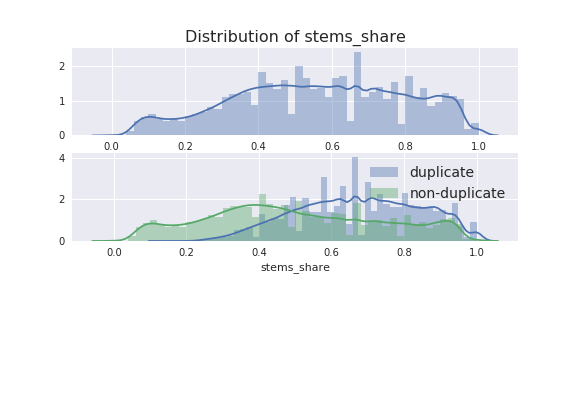 Distribution of stems_share
2
1
0
0.0 0.2 0.4 0.6 0.8 1.0
4
2
0
duplicate
non-duplicate
0.0 0.2 0.4 0.6 0.8 1.0
stems_share